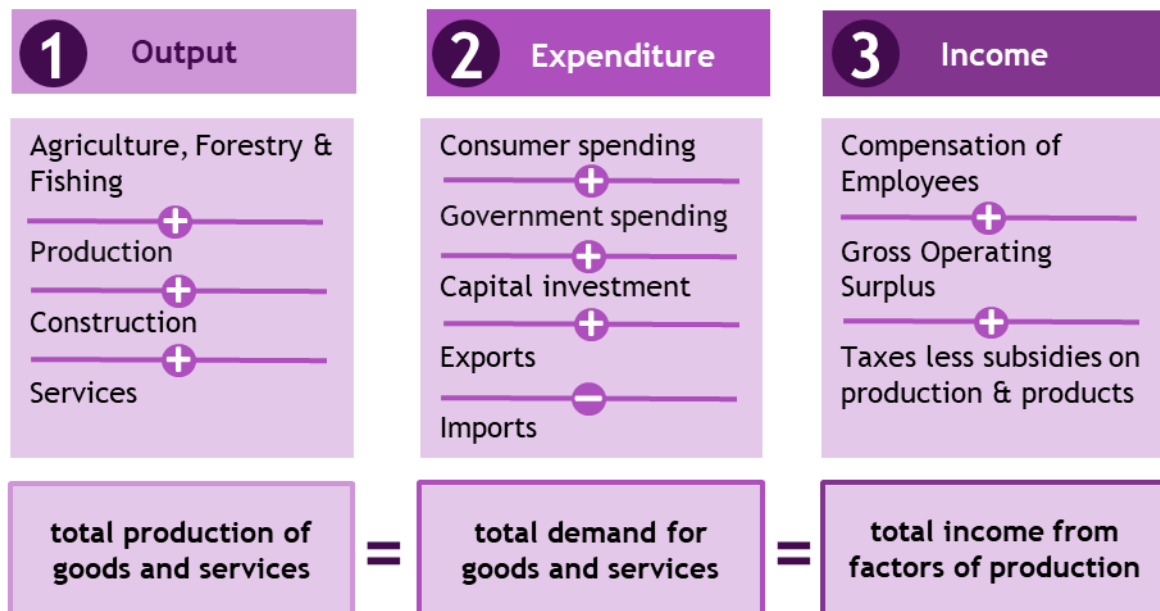 1 Output
Agriculture, Forestry &
Fishing
+
Production
+
Construction
+
Services
total production of
goods and services
=
2 Expenditure
Consumer spending
+
Government spending
+
Capital investment
+
Exports
−
Imports
total demand for
goods and services
=
3 Income
Compensation of
Employees
+
Gross Operating
Surplus
+
Taxes less subsidies on
production & products
total income from
factors of production